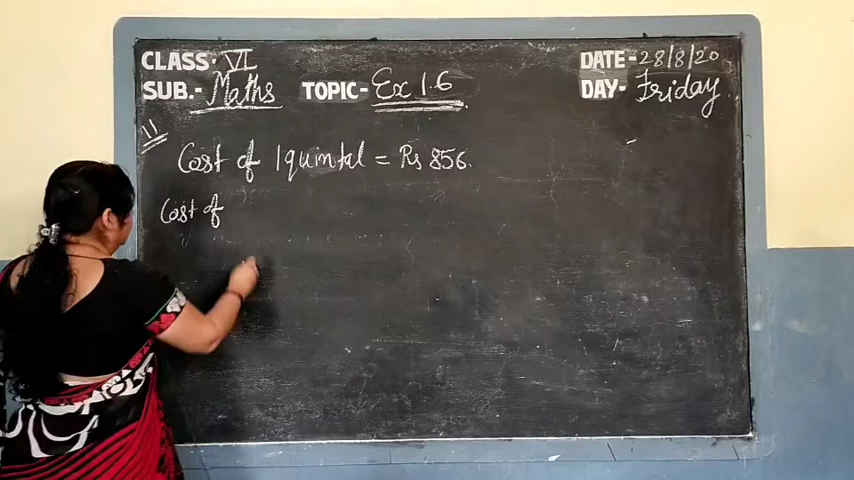 CLASS:- VI DATE:- 28/8/20
SUB.- Maths TOPIC:- Ex 1.6 DAY:- Friday
11)
Cost of 1 quintal = Rs 856
Cost of